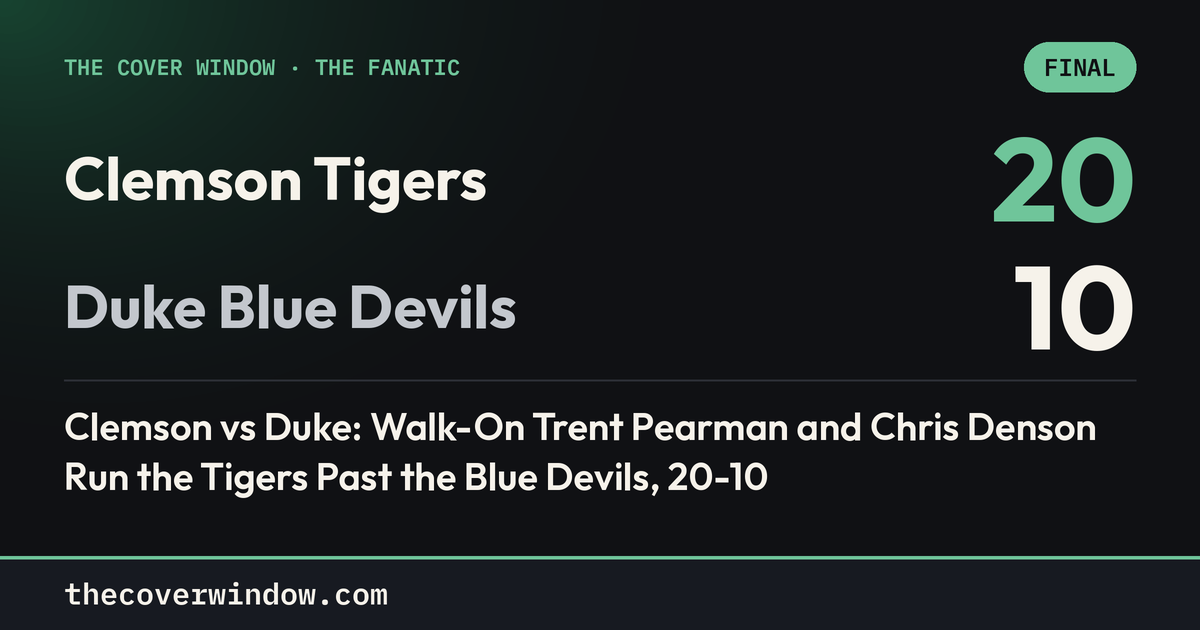 THE COVER WINDOW · THE FANATIC
FINAL
Clemson Tigers
20
Duke Blue Devils
10
Clemson vs Duke: Walk-On Trent Pearman and Chris Denson
Run the Tigers Past the Blue Devils, 20-10
thecoverwindow.com